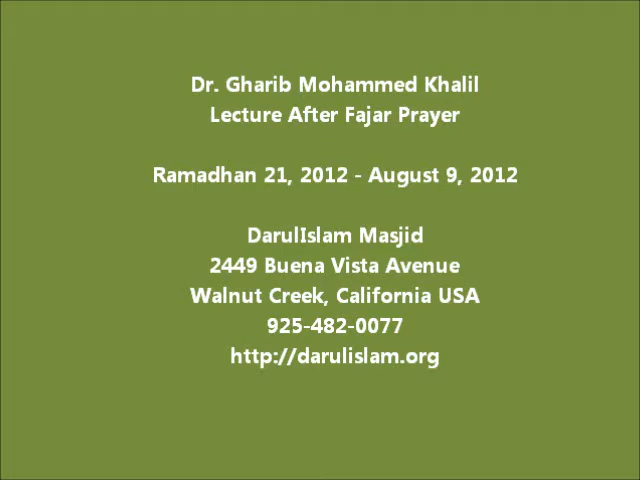 Dr. Gharib Mohammed Khalil
Lecture After Fajar Prayer
Ramadhan 21, 2012 - August 9, 2012
DarulIslam Masjid
2449 Buena Vista Avenue
Walnut Creek, California USA
925-482-0077
http://darulislam.org